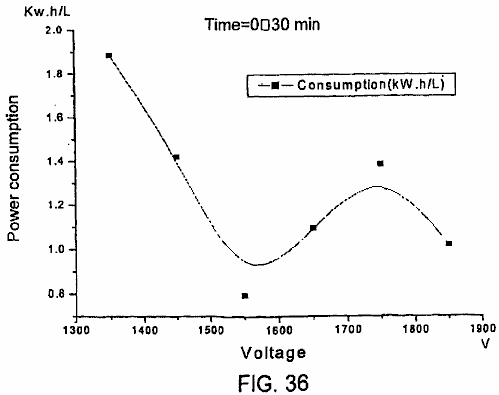 Kw.h/L
Time=0□30 min
2.0
1.8
1.6
1.4
1.2
1.0
0.8
Power consumption
Consumption(kW.h/L)
1300
1400
1500
1600
1700
1800
1900
Voltage
V
FIG. 36